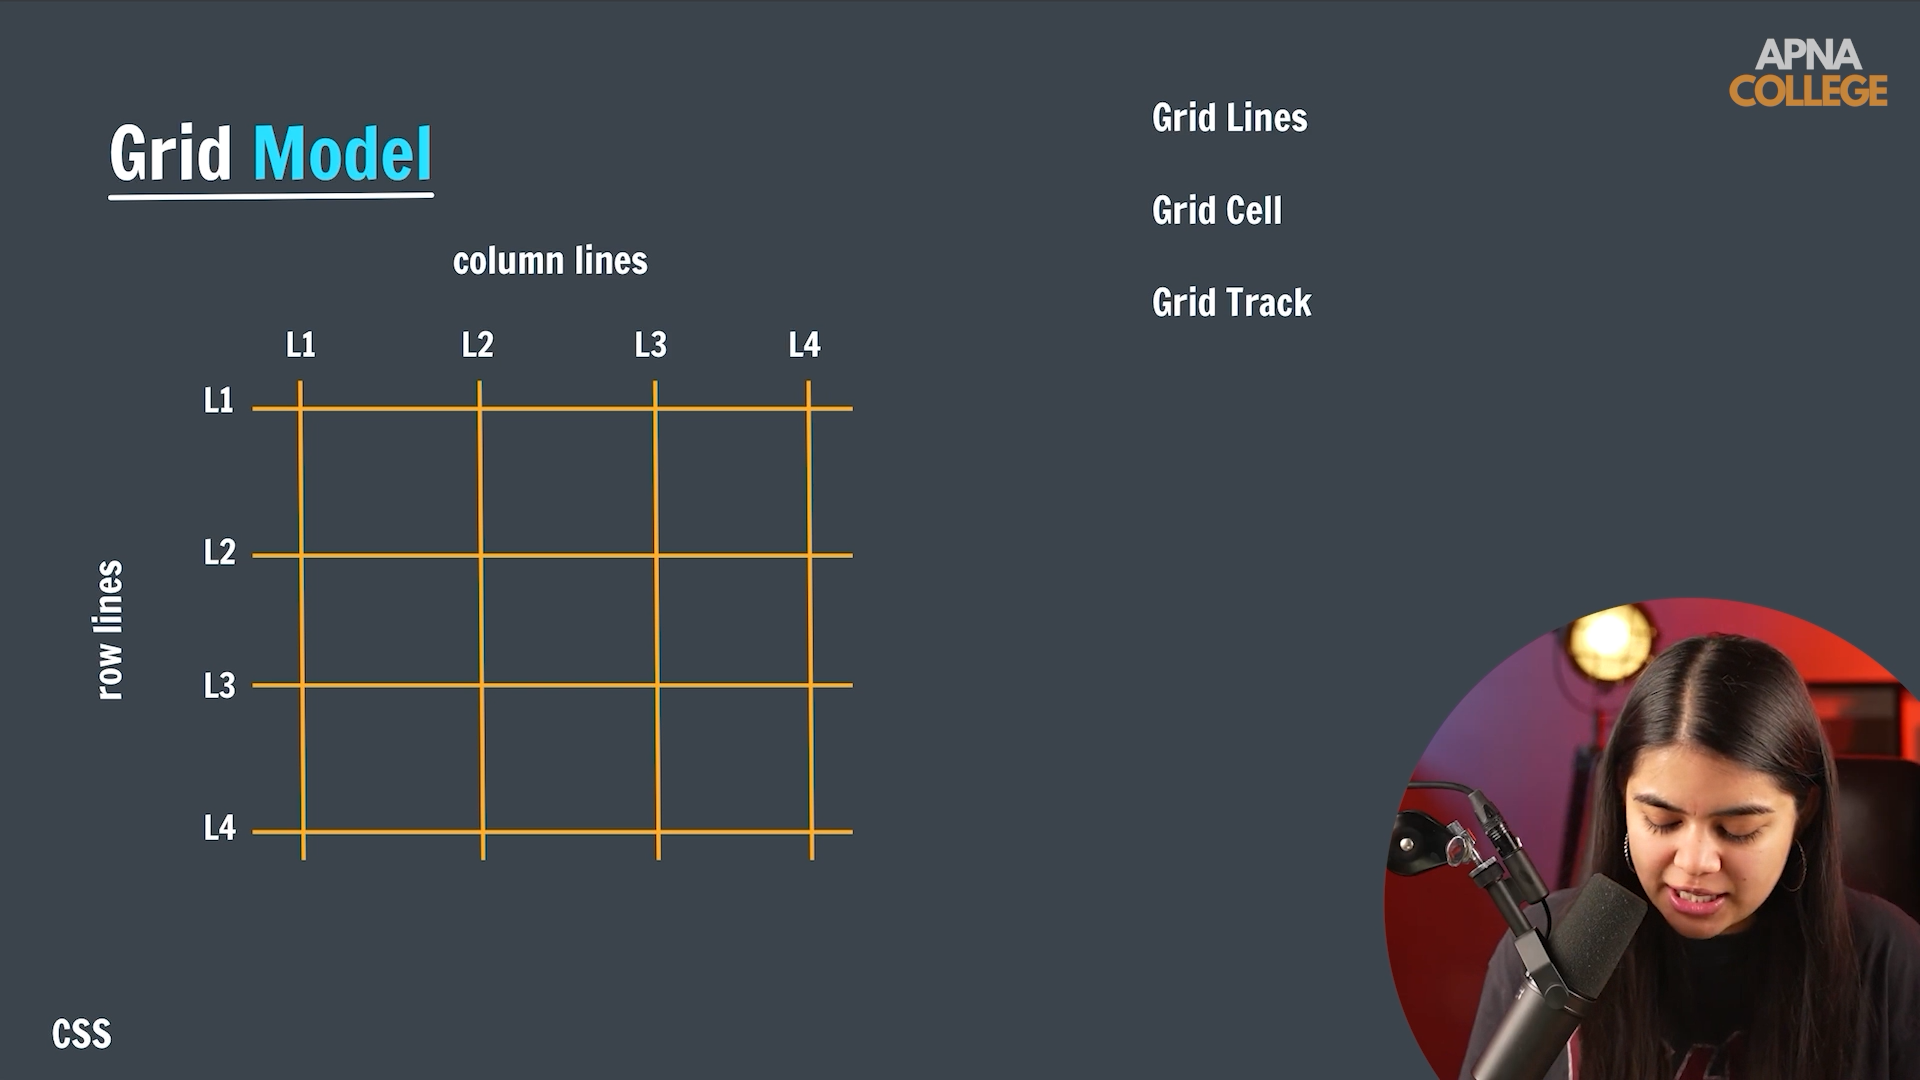 APNA
COLLEGE
Grid Model
Grid Lines
Grid Cell
Grid Track
column lines
L1 L2 L3 L4
L1
L2
L3
L4
row lines
CSS